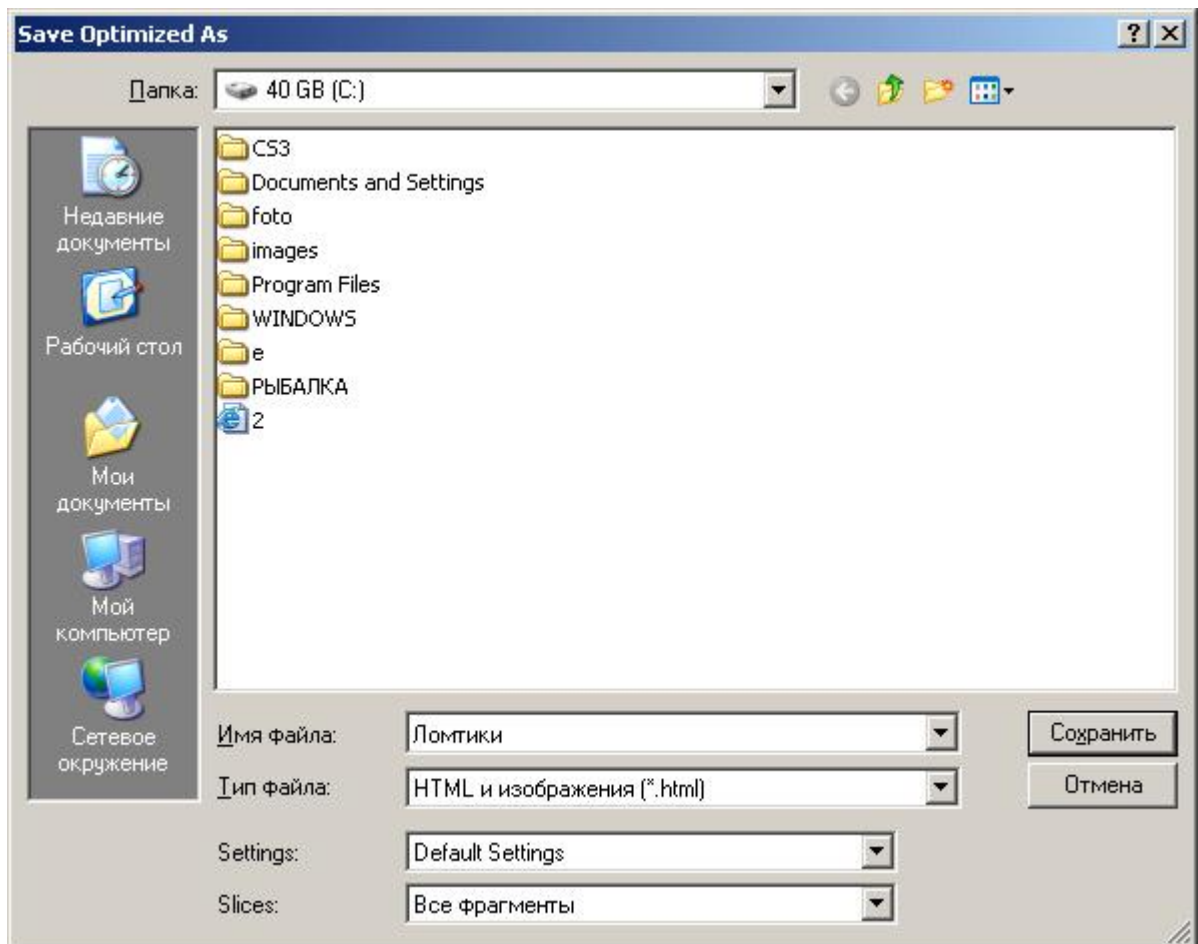 Save Optimized As
Папка:
40 GB (C:)
Недавние
документы
Рабочий стол
Мои
документы
Мой
компьютер
Сетевое
окружение
CS3
Documents and Settings
foto
images
Program Files
WINDOWS
е
РЫБАЛКА
2
Имя файла:
Ломтики
Сохранить
Тип файла:
HTML и изображения (*.html)
Отмена
Settings:
Default Settings
Slices:
Все фрагменты